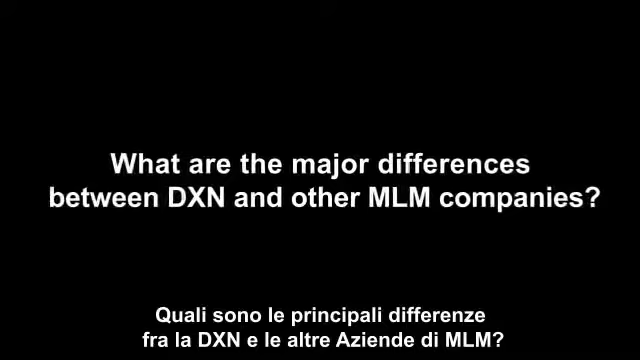 What are the major differences
between DXN and other MLM companies?
Quali sono le principali differenze
fra la DXN e le altre Aziende di MLM?